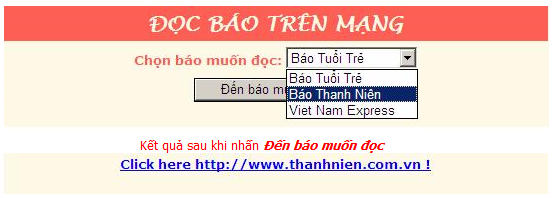 ĐỌC BÁO TRÊN MẠNG
Chọn báo muốn đọc: Báo Tuổi Trẻ
Báo Tuổi Trẻ
Báo Thanh Niên
Viet Nam Express
Đến báo
Kết quả sau khi nhấn Đến báo muốn đọc
Click here http://www.thanhnien.com.vn !